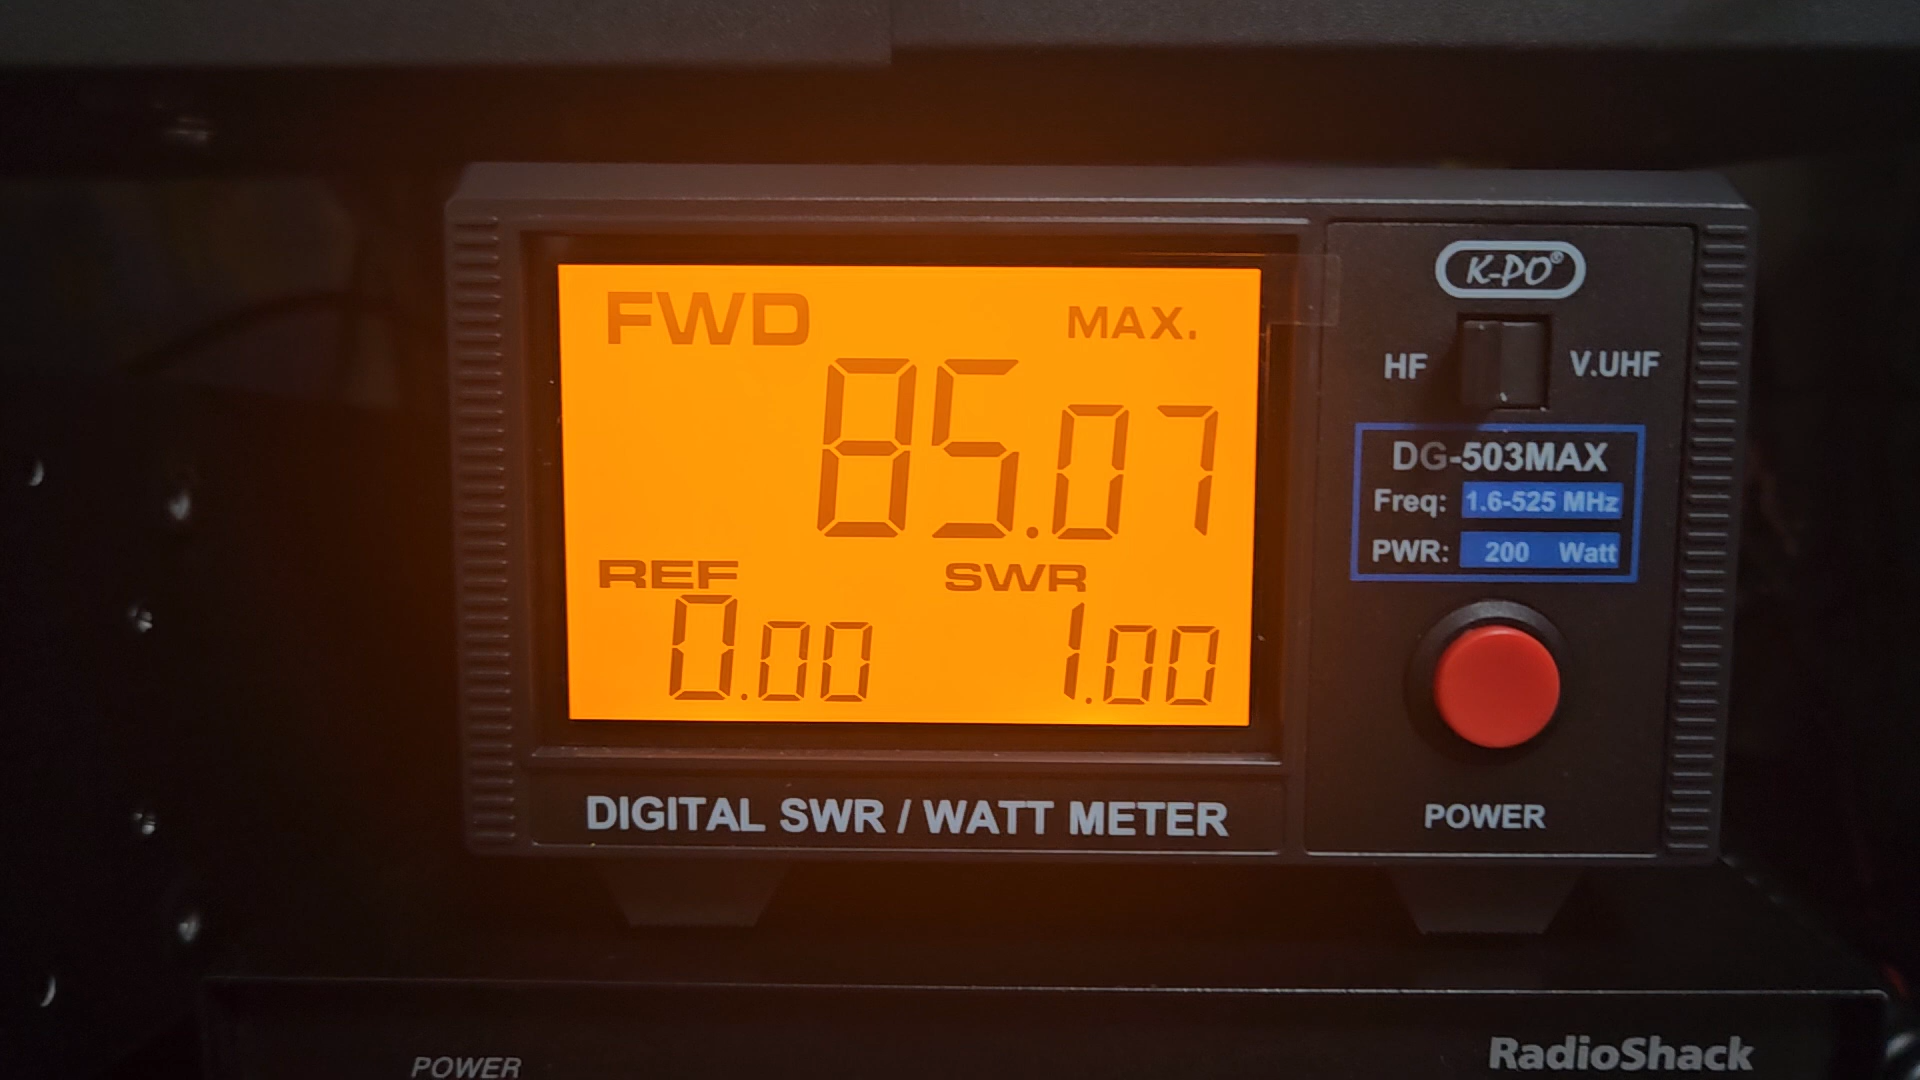 FWD MAX.
85.07
REF SWR
0.00 1.00
DIGITAL SWR / WATT METER
K-PO®
HF V.UHF
DG-503MAX
Freq: 1.6-525 MHz
PWR: 200 Watt
POWER
POWER
RadioShack